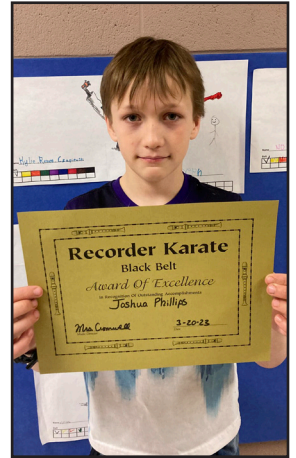 Recorder Karate
Black Belt
Award Of Excellence
In Recognition Of Outstanding Accomplishments
Joshua Phillips
Mrs. Cromwell
3-20-23